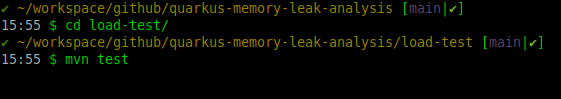 ✔ ~/workspace/github/quarkus-memory-leak-analysis [main|✔]
15:55 $ cd load-test/
✔ ~/workspace/github/quarkus-memory-leak-analysis/load-test [main|✔]
15:55 $ mvn test